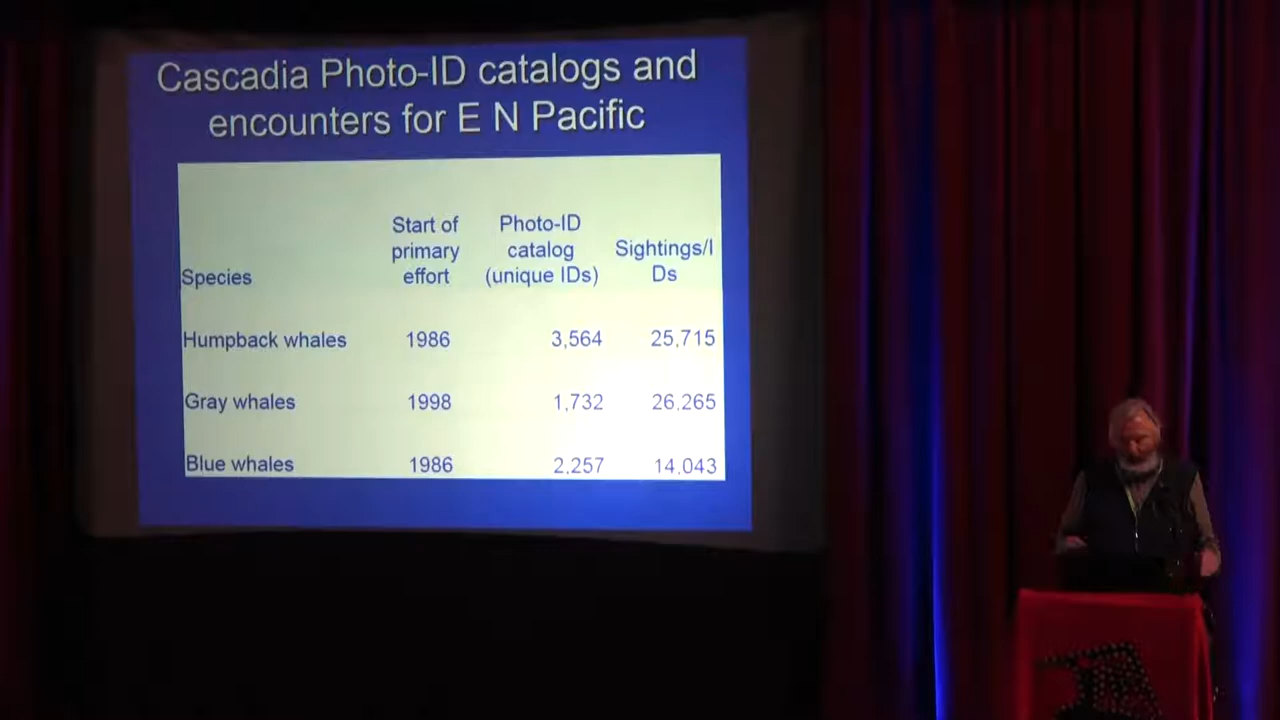 Cascadia Photo-ID catalogs and
encounters for E N Pacific
Species
Start of
primary
effort
Photo-ID
catalog
(unique IDs)
Sightings/I
Ds
Humpback whales 1986 3,564 25,715
Gray whales 1998 1,732 26,265
Blue whales 1986 2,257 14,043